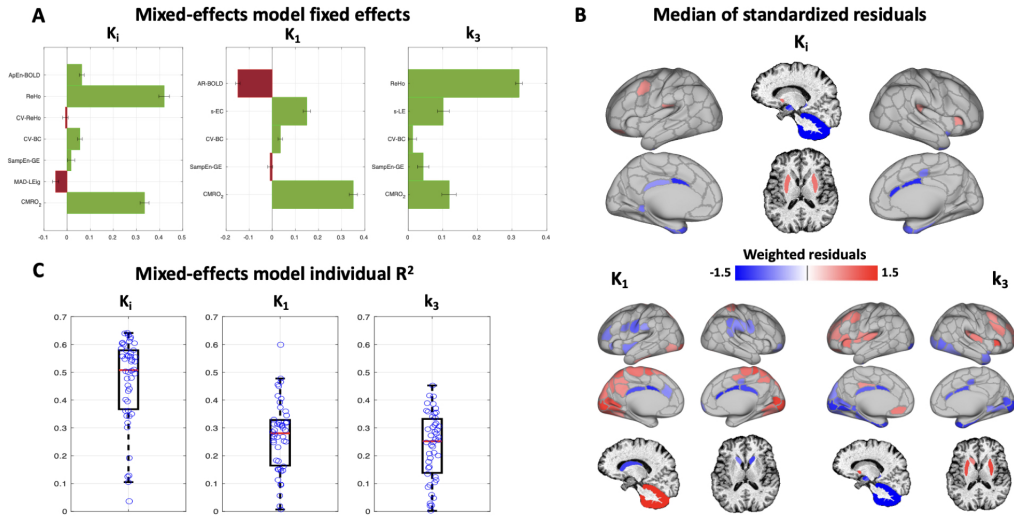 A
Mixed-effects model fixed effects
Ki
ApEn-BOLD
ReHo
CV-ReHo
CV-BC
SampEn-GE
MAD-LEig
CMRO2
-0.1 0 0.1 0.2 0.3 0.4 0.5
K1
AR-BOLD
s-EC
CV-BC
SampEn-GE
CMRO2
-0.2 -0.1 0 0.1 0.2 0.3 0.4
k3
ReHo
s-LE
CV-BC
SampEn-GE
CMRO2
0 0.1 0.2 0.3 0.4
B
Median of standardized residuals
Ki
Weighted residuals
-1.5 1.5
K1 k3
C
Mixed-effects model individual R2
Ki
0.7
0.6
0.5
0.4
0.3
0.2
0.1
0
K1
0.7
0.6
0.5
0.4
0.3
0.2
0.1
0
k3
0.7
0.6
0.5
0.4
0.3
0.2
0.1
0